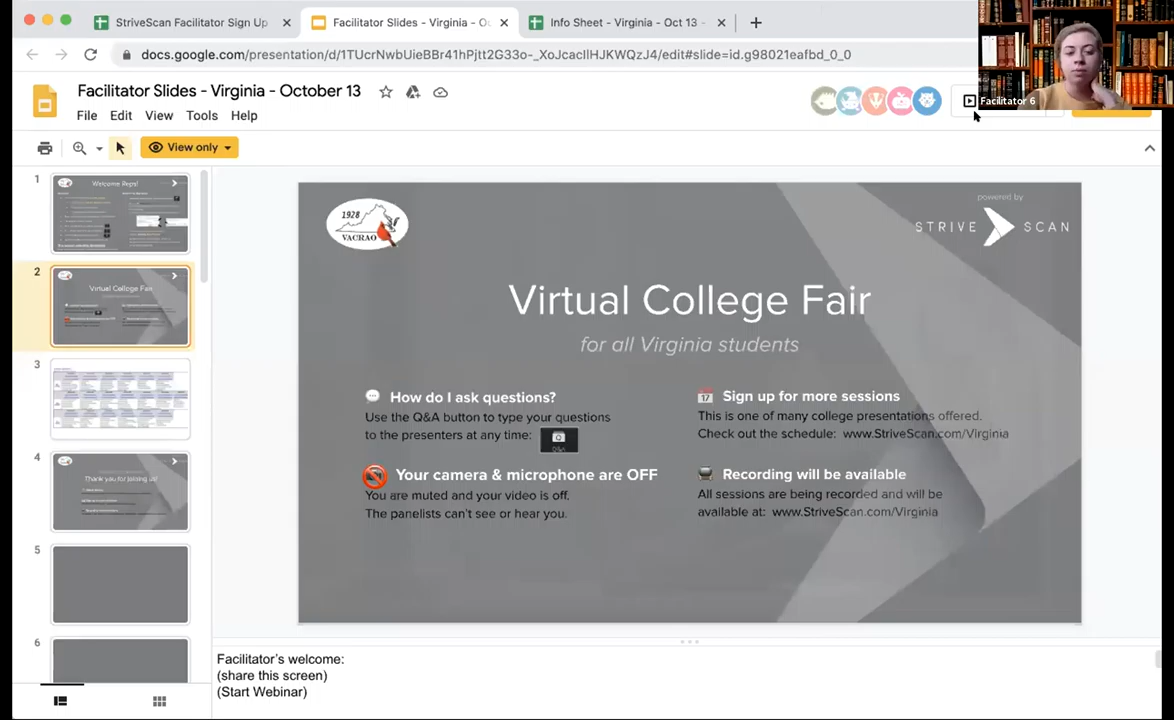 StriveScan Facilitator Sign Up
Facilitator Slides - Virginia - O
Info Sheet - Virginia - Oct 13 -
docs.google.com/presentation/d/1TUcrNwbUieBBr41hPjtt2G33o-_XoJcacIlHJKWQzJ4/edit#slide=id.g98021eafbd_0_0
Facilitator Slides - Virginia - October 13
Facilitator 6
File Edit View Tools Help
View only
1
Welcome Reps!
2
Virtual College Fair
3
4
Thank you for joining us!
5
6
1928
VACRAO
powered by
STRIVE SCAN
Virtual College Fair
for all Virginia students
How do I ask questions?
Use the Q&A button to type your questions
to the presenters at any time:
Q&A
Your camera & microphone are OFF
You are muted and your video is off.
The panelists can't see or hear you.
17
Sign up for more sessions
This is one of many college presentations offered.
Check out the schedule: www.StriveScan.com/Virginia
Recording will be available
All sessions are being recorded and will be
available at: www.StriveScan.com/Virginia
Facilitator's welcome:
(share this screen)
(Start Webinar)